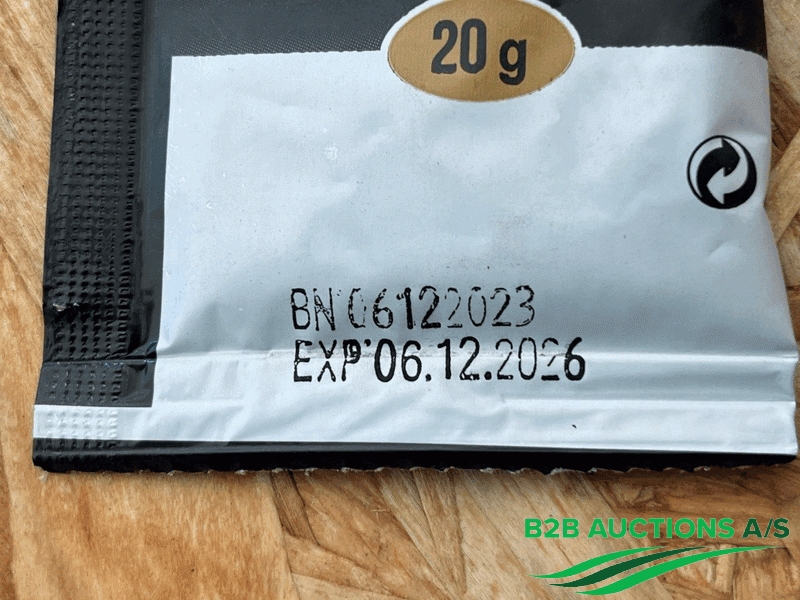 20 g
BN 06122023
EXP 06.12.2026
B2B AUCTIONS A/S